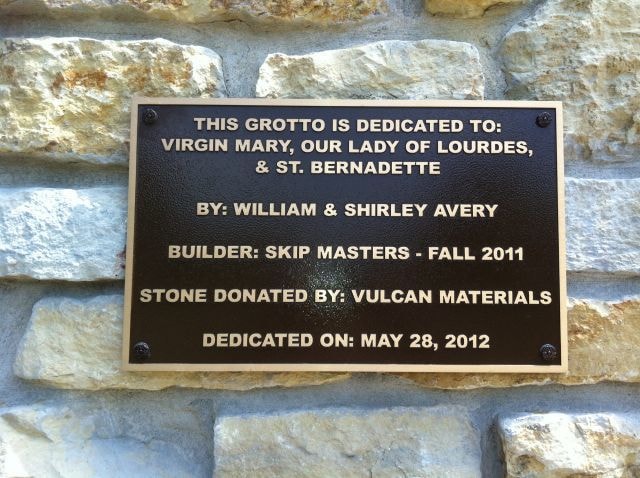 THIS GROTTO IS DEDICATED TO:
VIRGIN MARY, OUR LADY OF LOURDES,
& ST. BERNADETTE
BY: WILLIAM & SHIRLEY AVERY
BUILDER: SKIP MASTERS - FALL 2011
STONE DONATED BY: VULCAN MATERIALS
DEDICATED ON: MAY 28, 2012